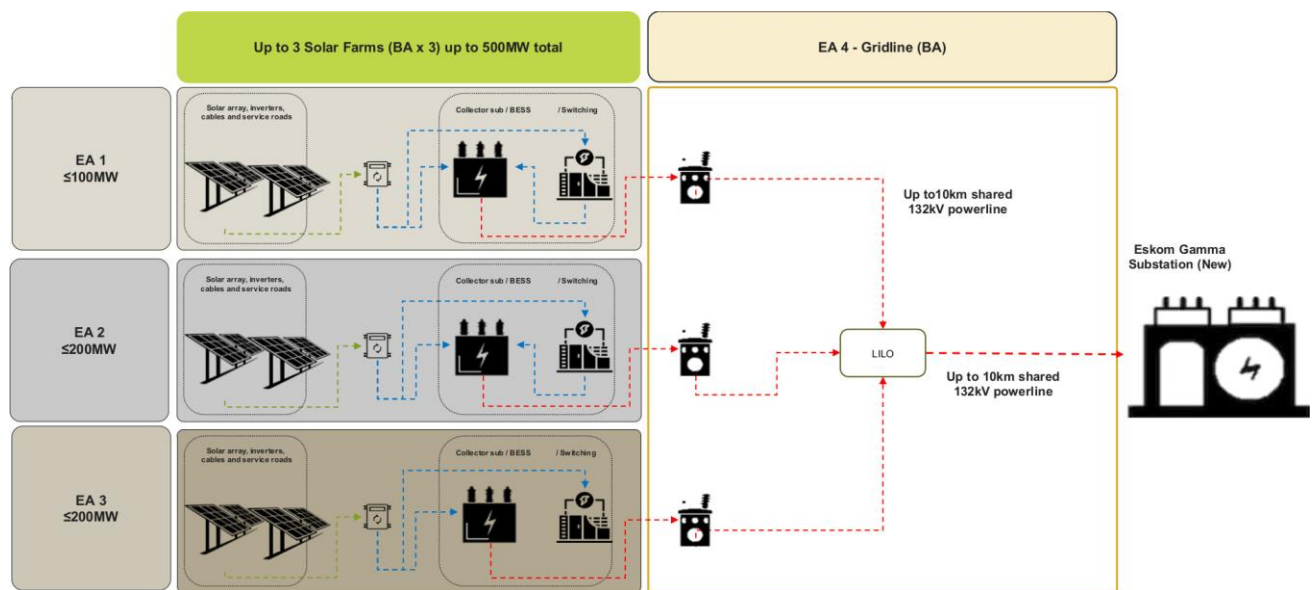 Up to 3 Solar Farms (BA x 3) up to 500MW total
EA 4 - Gridline (BA)
EA 1
≤100MW
Solar array, inverters,
cables and service roads
Collector sub / BESS / Switching
Up to10km shared
132kV powerline
Eskom Gamma
Substation (New)
EA 2
≤200MW
Solar array, inverters,
cables and service roads
Collector sub / BESS / Switching
LILO
Up to 10km shared
132kV powerline
EA 3
≤200MW
Solar array, inverters,
cables and service roads
Collector sub / BESS / Switching